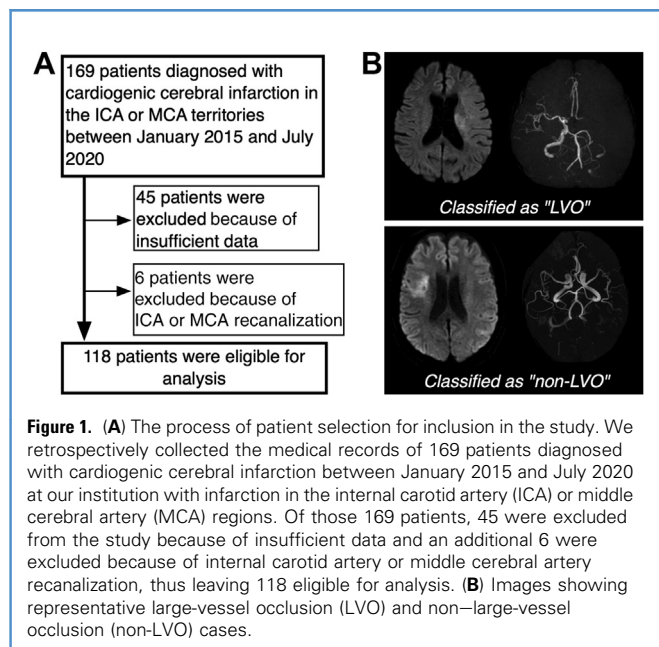 A
169 patients diagnosed with
cardiogenic cerebral infarction in
the ICA or MCA territories
between January 2015 and July
2020
45 patients were
excluded because of
insufficient data
6 patients were
excluded because of
ICA or MCA recanalization
118 patients were eligible for
analysis
B
Classified as "LVO"
Classified as "non-LVO"
Figure 1. (A) The process of patient selection for inclusion in the study. We
retrospectively collected the medical records of 169 patients diagnosed
with cardiogenic cerebral infarction between January 2015 and July 2020
at our institution with infarction in the internal carotid artery (ICA) or middle
cerebral artery (MCA) regions. Of those 169 patients, 45 were excluded
from the study because of insufficient data and an additional 6 were
excluded because of internal carotid artery or middle cerebral artery
recanalization, thus leaving 118 eligible for analysis. (B) Images showing
representative large-vessel occlusion (LVO) and non–large-vessel
occlusion (non-LVO) cases.